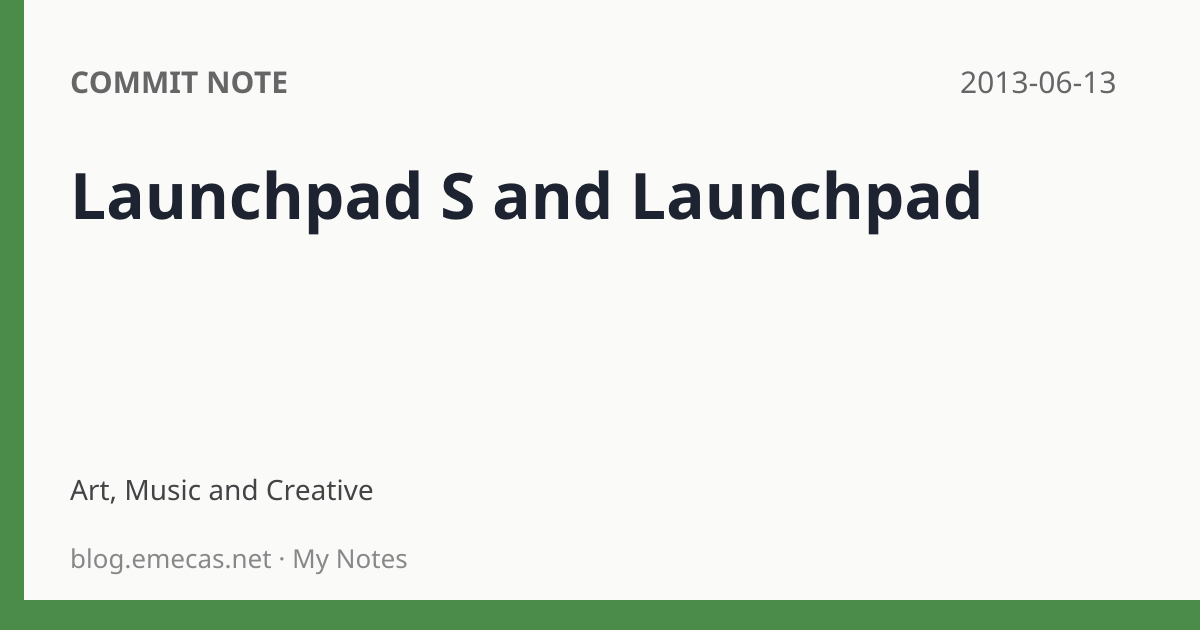 COMMIT NOTE
2013-06-13
Launchpad S and Launchpad
Art, Music and Creative
blog.emecas.net · My Notes